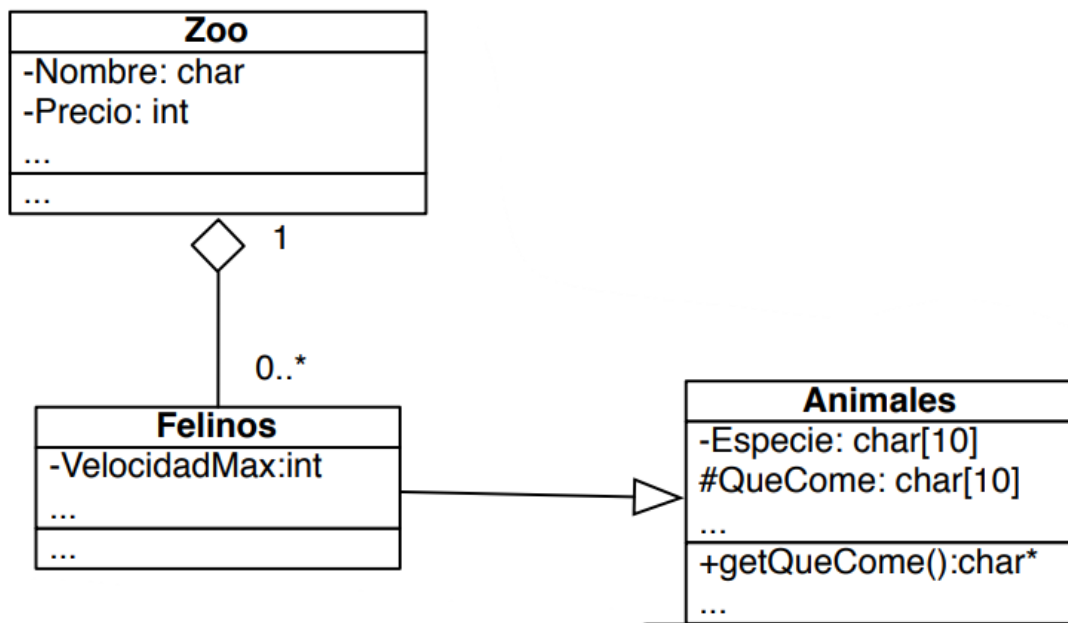 Zoo
-Nombre: char
-Precio: int
...
...
1
0..*
Felinos
-VelocidadMax:int
...
...
Animales
-Especie: char[10]
#QueCome: char[10]
...
+getQueCome():char*
...